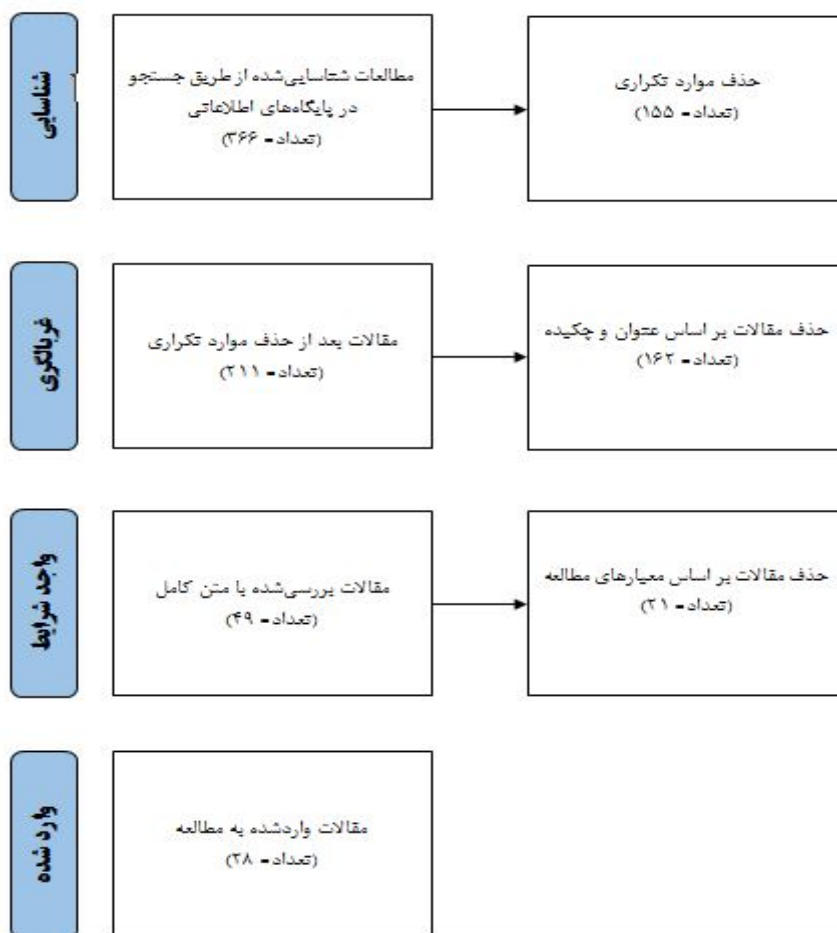 شناسایی
مطالعات شناسایی‌شده از طریق جستجو
در پایگاه‌های اطلاعاتی
(تعداد= ۳۶۶)
حذف موارد تکراری
(تعداد= ۱۵۵)
غربالگری
مقالات بعد از حذف موارد تکراری
(تعداد= ۲۱۱)
حذف مقالات بر اساس عنوان و چکیده
(تعداد= ۱۶۲)
واجد شرایط
مقالات بررسی‌شده با متن کامل
(تعداد= ۴۹)
حذف مقالات بر اساس معیارهای مطالعه
(تعداد= ۲۱)
وارد شده
مقالات واردشده به مطالعه
(تعداد= ۲۸)